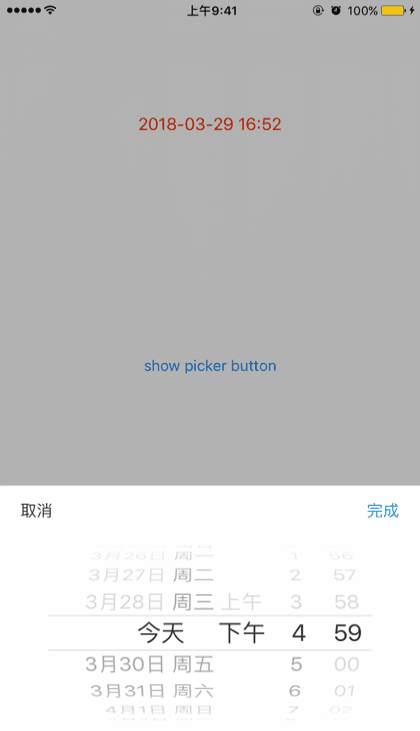 上午9:41 100%
2018-03-29 16:52
show picker button
取消 完成
3月26日 周一 1 56
3月27日 周二 2 57
3月28日 周三 上午 3 58
今天 下午 4 59
3月30日 周五 5 00
3月31日 周六 6 01
4月1日 周日 7 02